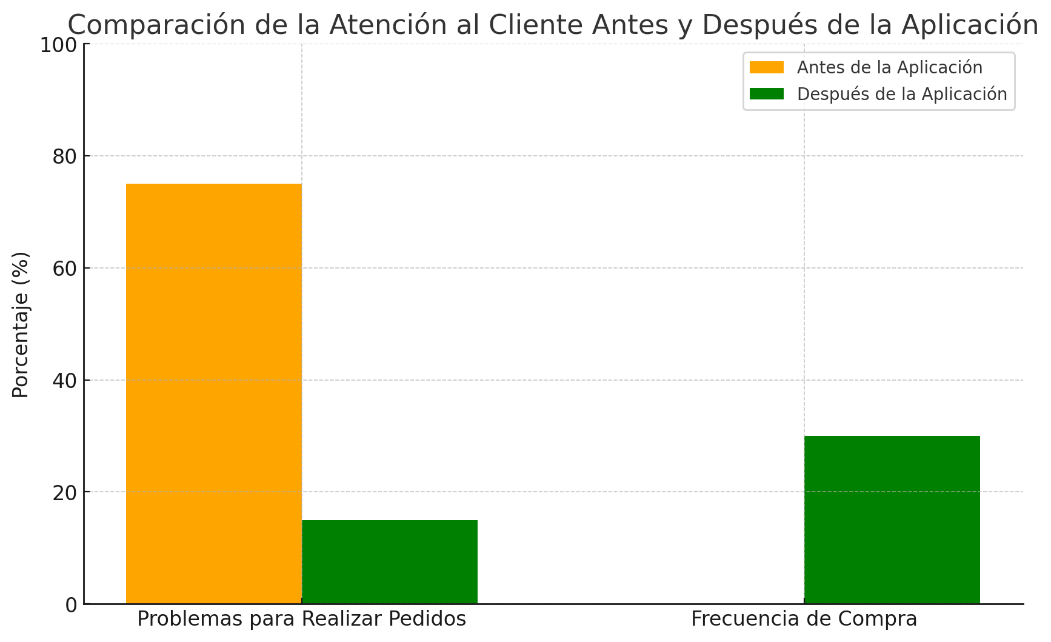 Comparación de la Atención al Cliente Antes y Después de la Aplicación
Antes de la Aplicación
Después de la Aplicación
Porcentaje (%)
100
80
60
40
20
0
Problemas para Realizar Pedidos
Frecuencia de Compra